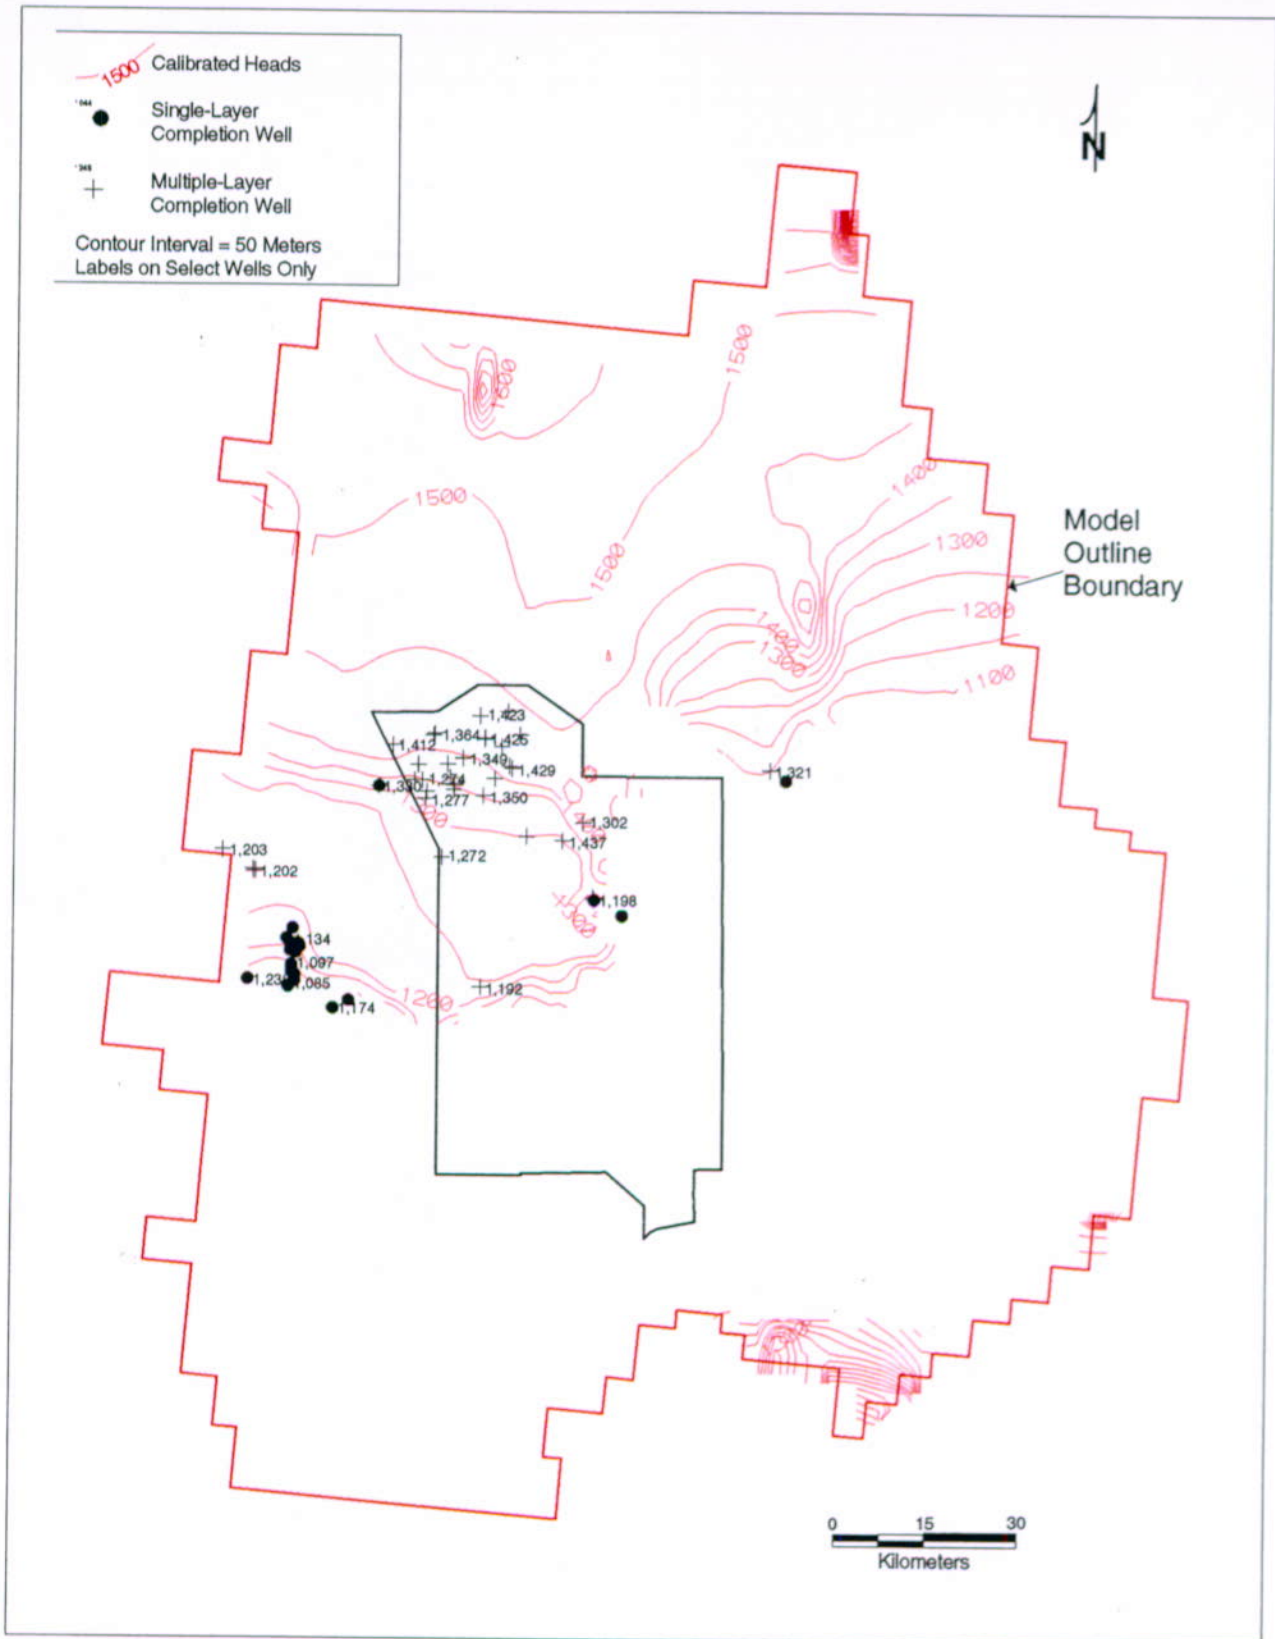 1500
Calibrated Heads
Single-Layer
Completion Well
Multiple-Layer
Completion Well
Contour Interval = 50 Meters
Labels on Select Wells Only
N
1500
1500
1400
1500
1300
Model
Outline
Boundary
1500
1200
1400
1300
1100
1,423
1,364
1,412
1,349
1,429
1,321
1,274
1,277
1,350
1,302
1,437
1,203
1,272
1,202
1,198
134
1,097
1,085
1200
1,192
1,174
0 15 30
Kilometers